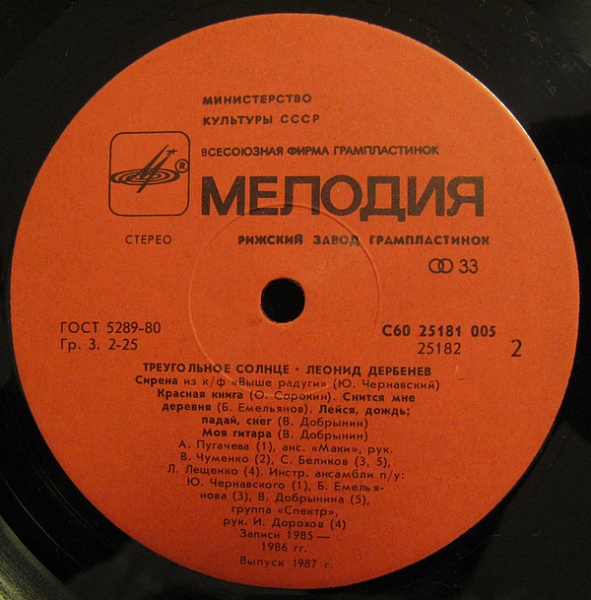 МИНИСТЕРСТВО
КУЛЬТУРЫ СССР
ВСЕСОЮЗНАЯ ФИРМА ГРАМПЛАСТИНОК
®
МЕЛОДИЯ
СТЕРЕО РИЖСКИЙ ЗАВОД ГРАМПЛАСТИНОК
33
ГОСТ 5289-80
Гр. 3. 2-25
С60 25181 005
25182 2
ТРЕУГОЛЬНОЕ СОЛНЦЕ · ЛЕОНИД ДЕРБЕНЕВ
Сирена из к/ф «Выше радуги» (Ю. Чернавский)
Красная книга (О. Сорокин). Снится мне
деревня (Б. Емельянов). Лейся, дождь;
падай, снег (В. Добрынин)
Моя гитара (В. Добрынин)
А. Пугачева (1), анс. «Маки», рук.
В. Чуменко (2), С. Беликов (3, 5),
Л. Лещенко (4). Инстр. ансамбли п/у:
Ю. Чернавского (1), Б. Емелья-
нова (3), В. Добрынина (5),
группа «Спектр»,
рук. И. Дорохов (4)
Записи 1985—
1986 гг.
Выпуск 1987 г.